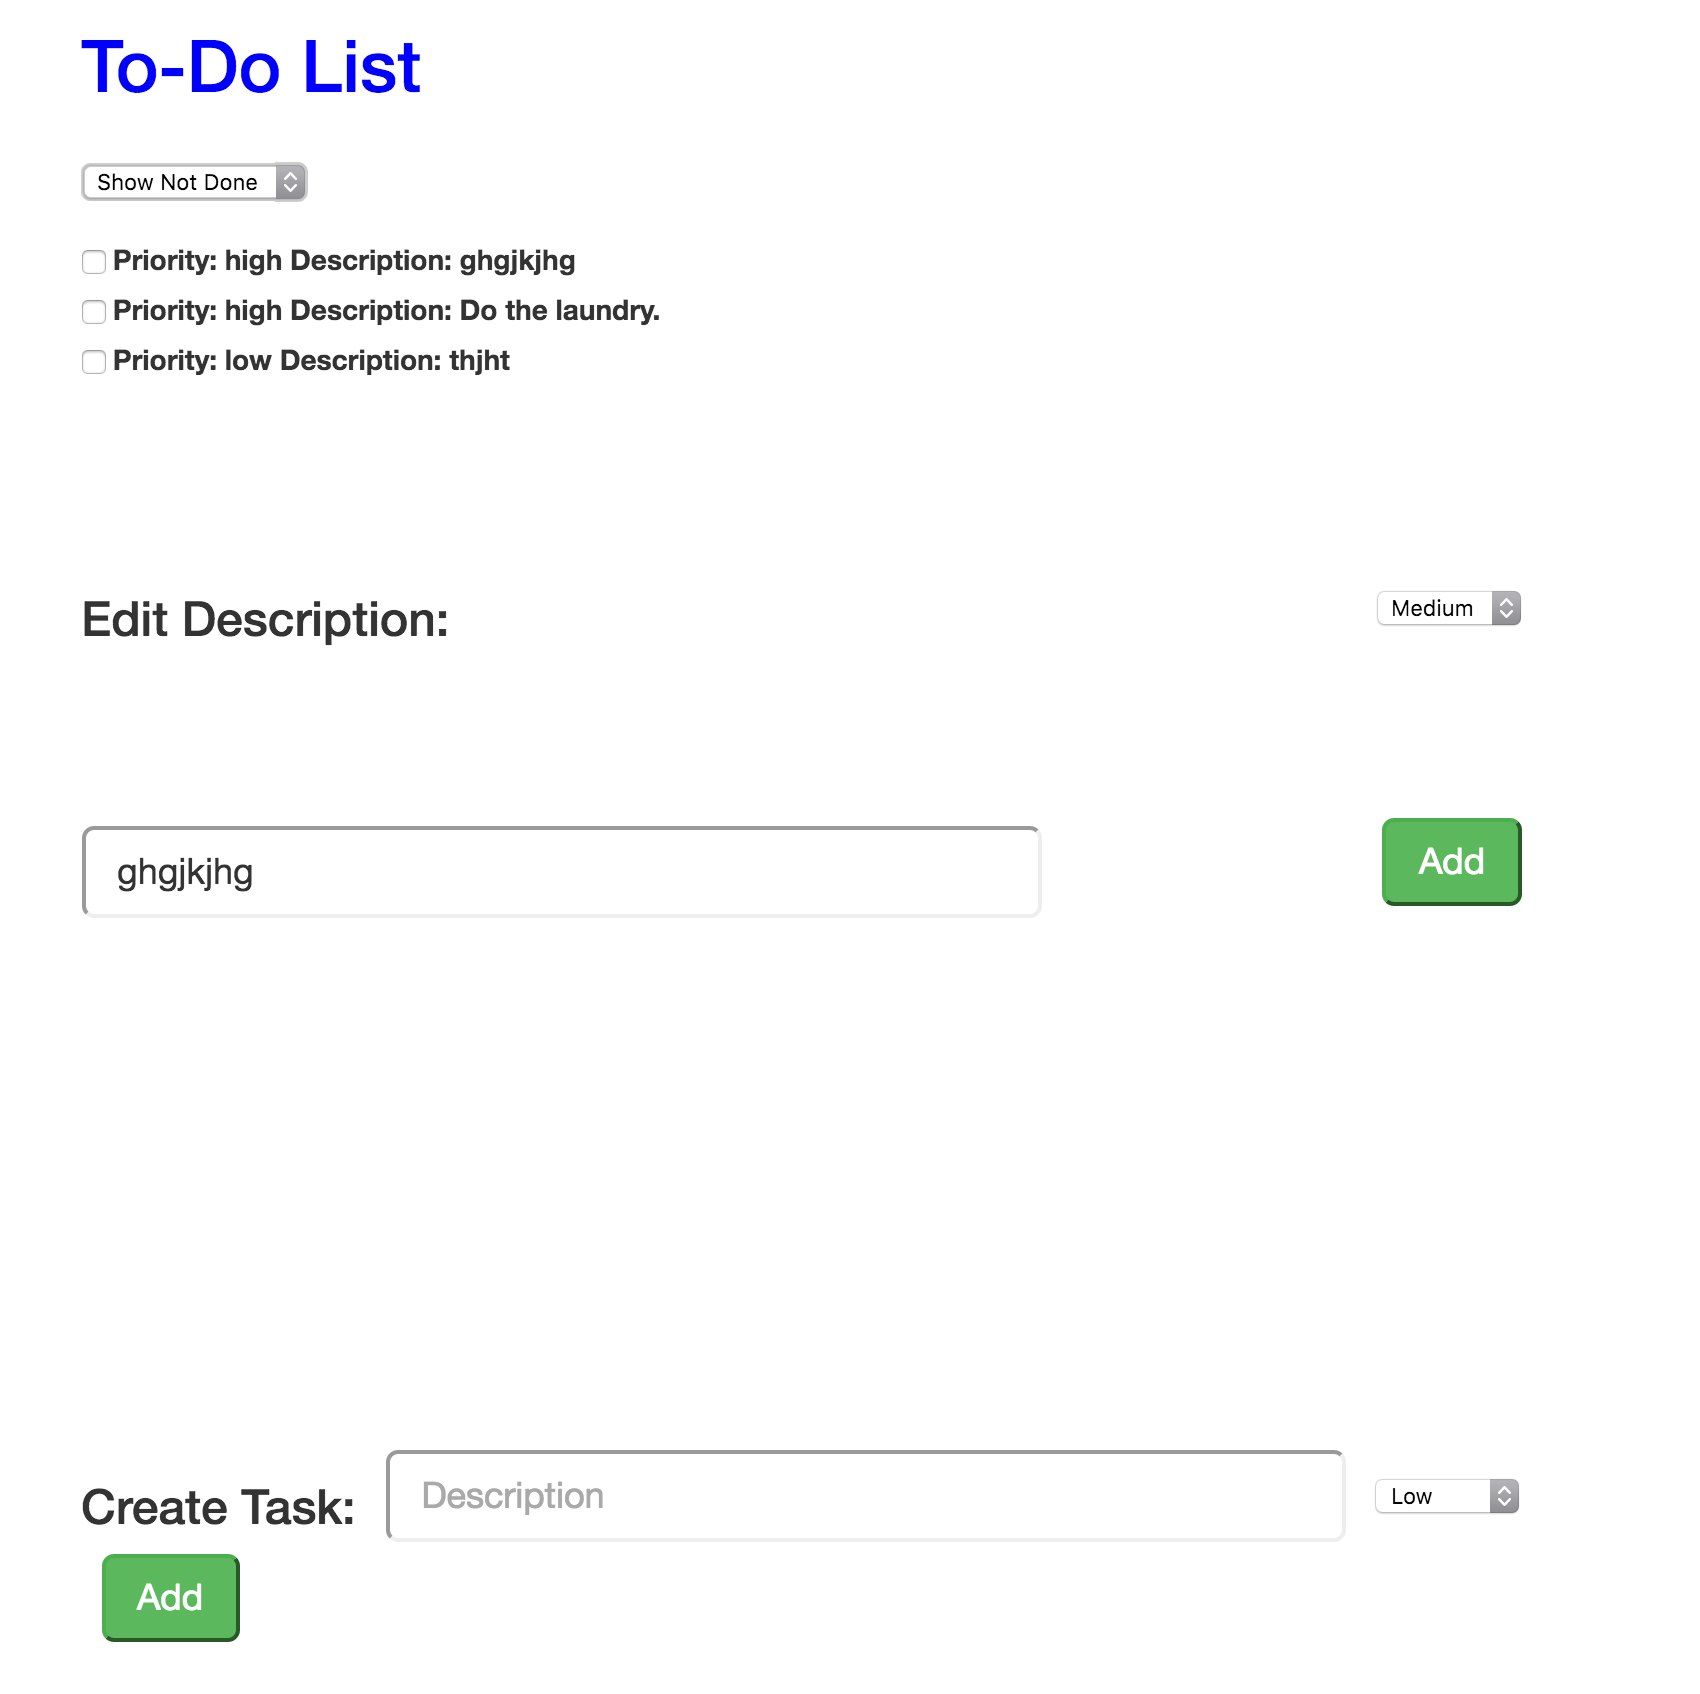 To-Do List
Show Not Done
Priority: high Description: ghgjkjhg
Priority: high Description: Do the laundry.
Priority: low Description: thjht
Edit Description:
Medium
ghgjkjhg
Add
Create Task:
Description
Low
Add